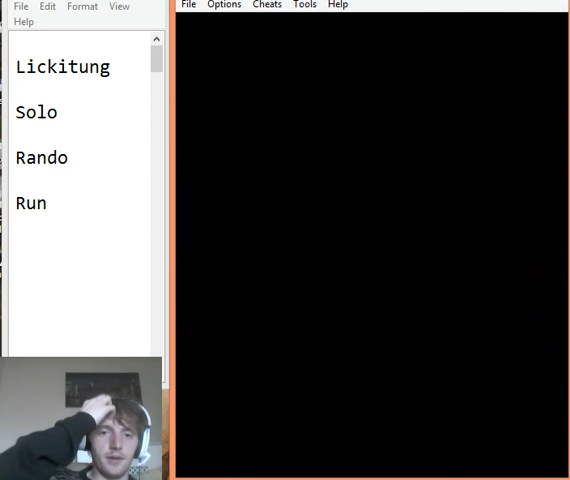 File Edit Format View
Help
Lickitung
Solo
Rando
Run
File Options Cheats Tools Help